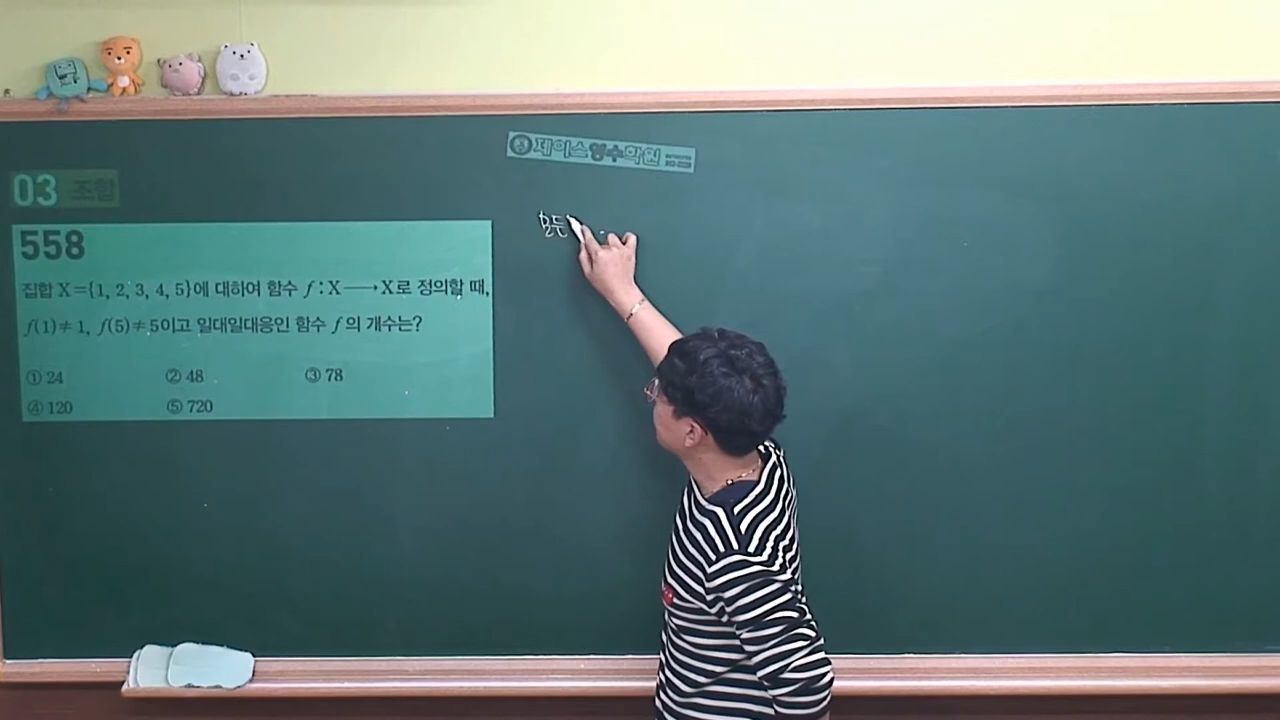 제이스영수학원
03 조합
558
집합 X={1, 2, 3, 4, 5}에 대하여 함수 f : X ⟶ X로 정의할 때,
f(1)≠1, f(5)≠5이고 일대일대응인 함수 f 의 개수는?
① 24 ② 48 ③ 78
④ 120 ⑤ 720
모든